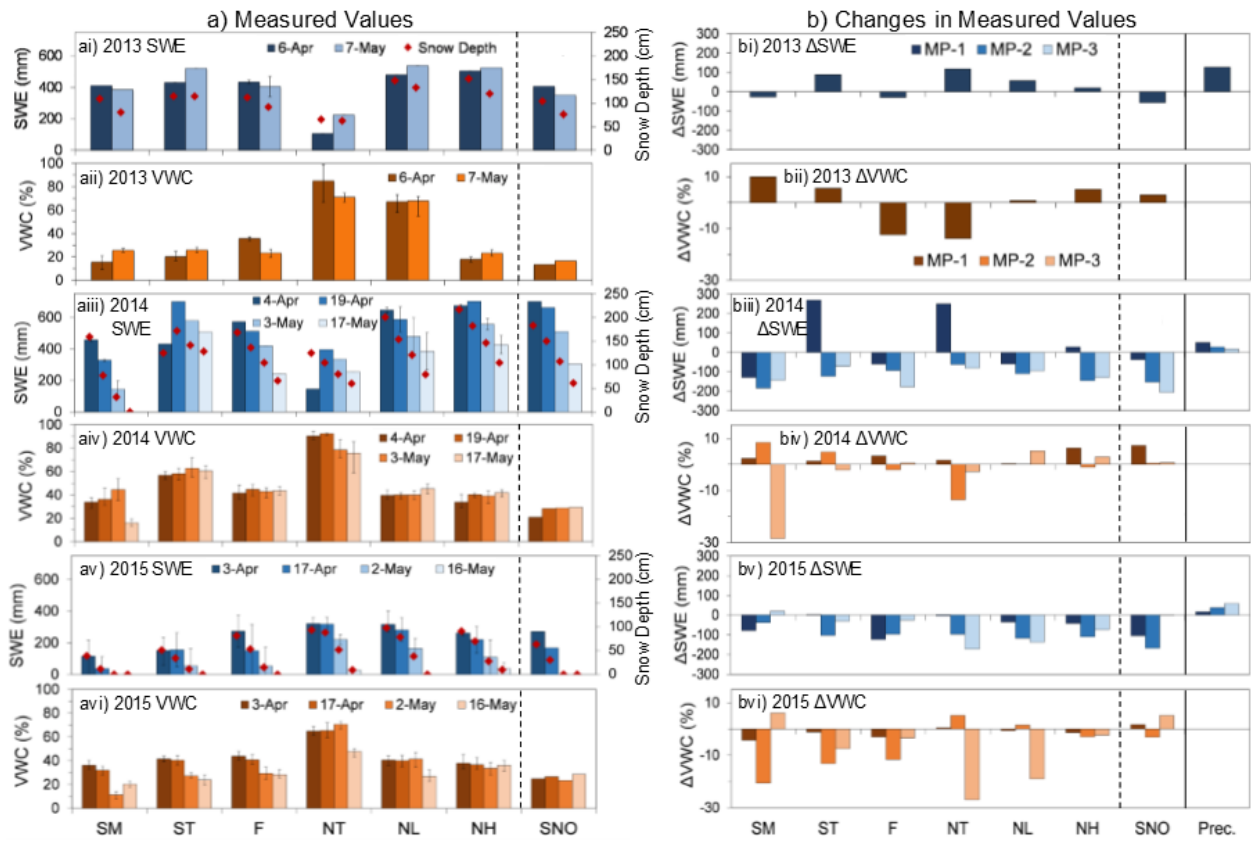 a) Measured Values
b) Changes in Measured Values
ai) 2013 SWE
6-Apr 7-May Snow Depth
SWE (mm)
600
400
200
0
250
200
150
100
50
0
Snow Depth (cm)
bi) 2013 ΔSWE
MP-1 MP-2 MP-3
ΔSWE (mm)
300
200
100
0
-100
-200
-300
aii) 2013 VWC
6-Apr 7-May
VWC (%)
100
80
60
40
20
0
bii) 2013 ΔVWC
MP-1 MP-2 MP-3
ΔVWC (%)
10
-10
-30
aiii) 2014
SWE
4-Apr 19-Apr
3-May 17-May
SWE (mm)
600
400
200
0
250
200
150
100
50
0
Snow Depth (cm)
biii) 2014
ΔSWE
ΔSWE (mm)
300
200
100
0
-100
-200
-300
aiv) 2014 VWC
4-Apr 19-Apr
3-May 17-May
VWC (%)
100
80
60
40
20
0
biv) 2014 ΔVWC
ΔVWC (%)
10
-10
-30
av) 2015 SWE
3-Apr 17-Apr 2-May 16-May
SWE (mm)
600
400
200
0
250
200
150
100
50
0
Snow Depth (cm)
bv) 2015 ΔSWE
ΔSWE (mm)
300
200
100
0
-100
-200
-300
avi) 2015 VWC
3-Apr 17-Apr 2-May 16-May
VWC (%)
100
80
60
40
20
0
bvi) 2015 ΔVWC
ΔVWC (%)
10
-10
-30
SM ST F NT NL NH SNO
SM ST F NT NL NH SNO Prec.